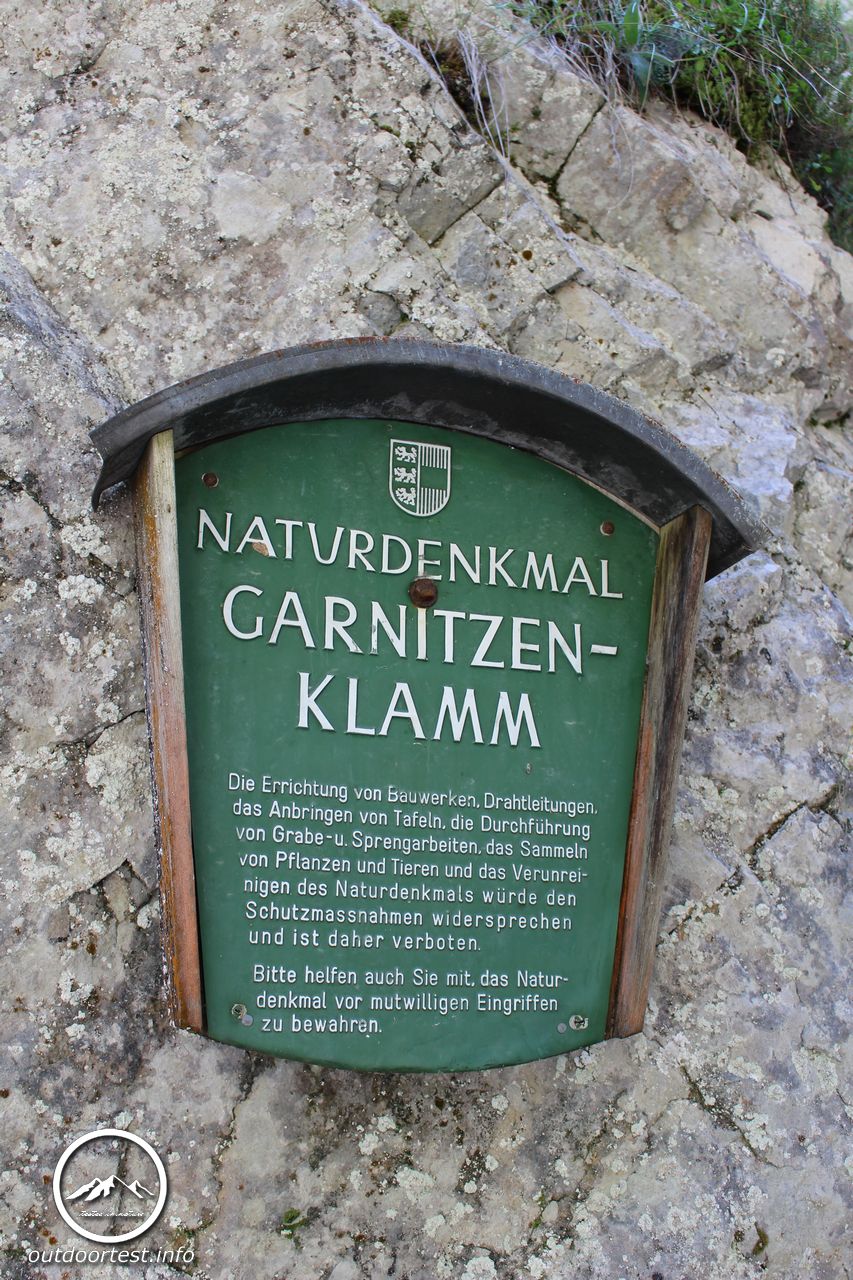 NATURDENKMAL
GARNITZEN-
KLAMM
Die Errichtung von Bauwerken, Drahtleitungen,
das Anbringen von Tafeln, die Durchführung
von Grabe-u. Sprengarbeiten, das Sammeln
von Pflanzen und Tieren und das Verunrei-
nigen des Naturdenkmals würde den
Schutzmassnahmen widersprechen
und ist daher verboten.
Bitte helfen auch Sie mit, das Natur-
denkmal vor mutwilligen Eingriffen
zu bewahren.
outdoortest.info